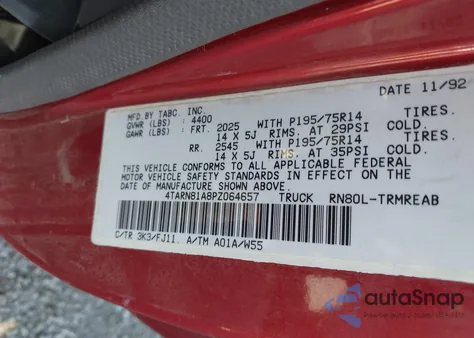 DATE 11/92
MFD.BY TABC. INC.
GVWR (LBS) : 4400
GAWR (LBS) : FRT. 2025 WITH P195/75R14 TIRES.
14 X 5J RIMS. AT 29PSI COLD.
RR. 2545 WITH P195/75R14 TIRES.
14 X 5J RIMS. AT 35PSI COLD.
THIS VEHICLE CONFORMS TO ALL APPLICABLE FEDERAL
MOTOR VEHICLE SAFETY STANDARDS IN EFFECT ON THE
DATE OF MANUFACTURE SHOWN ABOVE.
4TARN81A8PZ064657 TRUCK RN80L-TRMREAB
C/TR 3K3/FJ11. A/TM A01A/W55
autoSnap